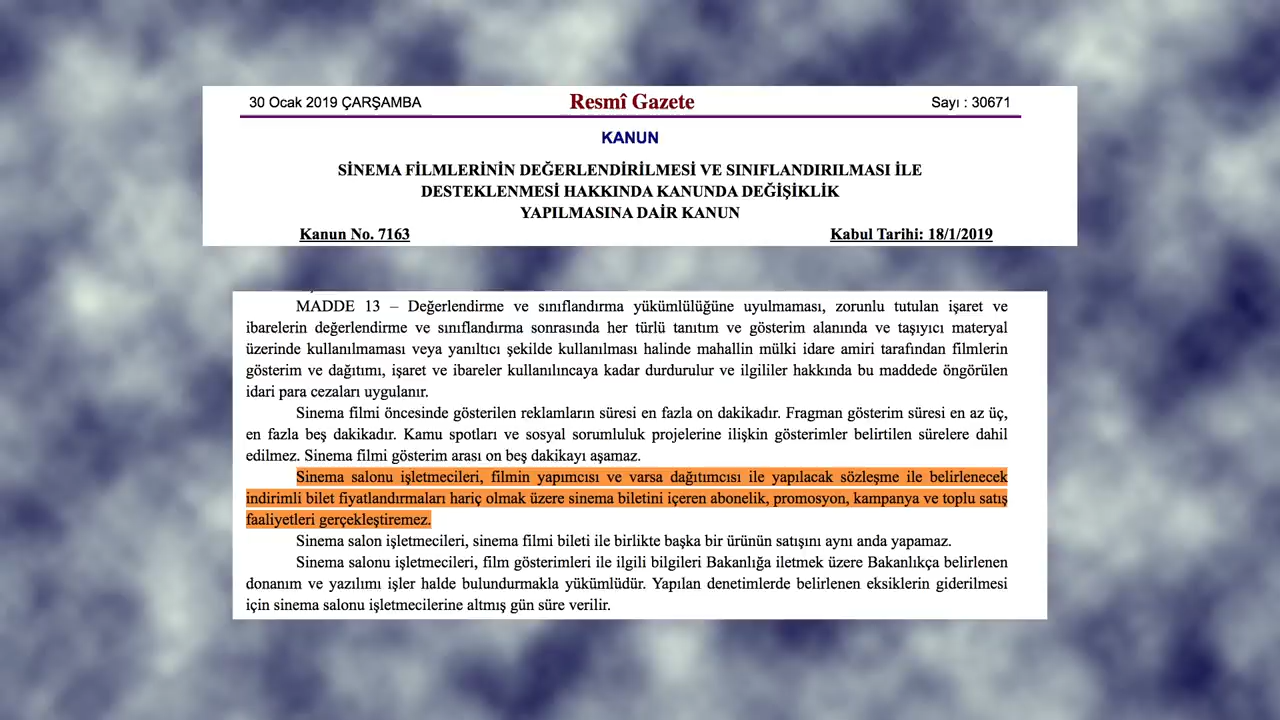 30 Ocak 2019 ÇARŞAMBA Resmî Gazete Sayı : 30671
KANUN
SİNEMA FİLMLERİNİN DEĞERLENDİRİLMESİ VE SINIFLANDIRILMASI İLE
DESTEKLENMESİ HAKKINDA KANUNDA DEĞİŞİKLİK
YAPILMASINA DAİR KANUN
Kanun No. 7163 Kabul Tarihi: 18/1/2019
MADDE 13 – Değerlendirme ve sınıflandırma yükümlülüğüne uyulmaması, zorunlu tutulan işaret ve
ibarelerin değerlendirme ve sınıflandırma sonrasında her türlü tanıtım ve gösterim alanında ve taşıyıcı materyal
üzerinde kullanılmaması veya yanıltıcı şekilde kullanılması halinde mahallin mülki idare amiri tarafından filmlerin
gösterim ve dağıtımı, işaret ve ibareler kullanılıncaya kadar durdurulur ve ilgililer hakkında bu maddede öngörülen
idari para cezaları uygulanır.
Sinema filmi öncesinde gösterilen reklamların süresi en fazla on dakikadır. Fragman gösterim süresi en az üç,
en fazla beş dakikadır. Kamu spotları ve sosyal sorumluluk projelerine ilişkin gösterimler belirtilen sürelere dahil
edilmez. Sinema filmi gösterim arası on beş dakikayı aşamaz.
Sinema salonu işletmecileri, filmin yapımcısı ve varsa dağıtımcısı ile yapılacak sözleşme ile belirlenecek
indirimli bilet fiyatlandırmaları hariç olmak üzere sinema biletini içeren abonelik, promosyon, kampanya ve toplu satış
faaliyetleri gerçekleştiremez.
Sinema salon işletmecileri, sinema filmi bileti ile birlikte başka bir ürünün satışını aynı anda yapamaz.
Sinema salonu işletmecileri, film gösterimleri ile ilgili bilgileri Bakanlığa iletmek üzere Bakanlıkça belirlenen
donanım ve yazılımı işler halde bulundurmakla yükümlüdür. Yapılan denetimlerde belirlenen eksiklerin giderilmesi
için sinema salonu işletmecilerine altmış gün süre verilir.